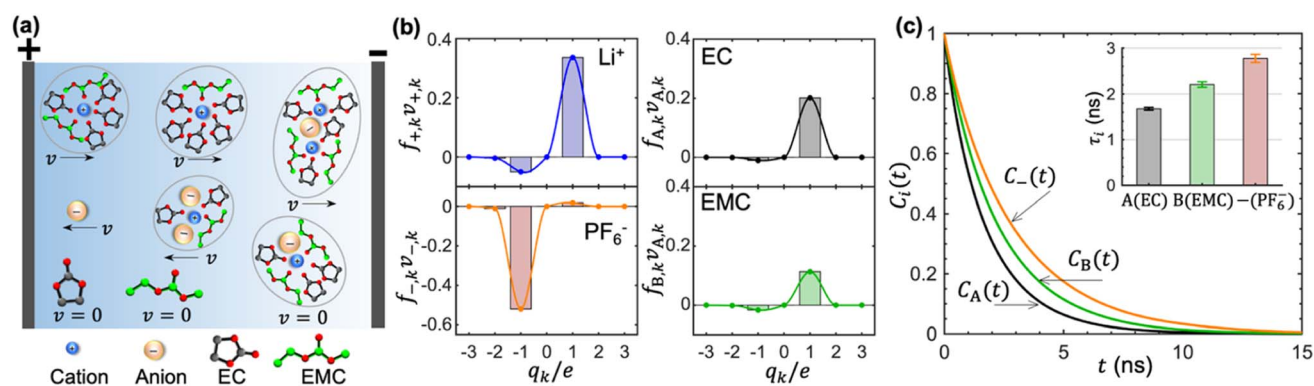 (a)
+
−
v
v
v
v
v
v = 0
v = 0
Cation
Anion
EC
EMC
(b)
f+,k v+,k
0.4
0.2
0
Li+
f−,k v−,k
0
-0.2
-0.4
-0.6
PF6-
-3 -2 -1 0 1 2 3
qk/e
fA,k vA,k
0.4
0.2
0
EC
fB,k vA,k
0.4
0.2
0
EMC
-3 -2 -1 0 1 2 3
qk/e
(c)
Ci(t)
1
0.8
0.6
0.4
0.2
0
0 5 10 15
t (ns)
C−(t)
CB(t)
CA(t)
τi (ns)
3
2
1
0
A(EC) B(EMC) −(PF6−)